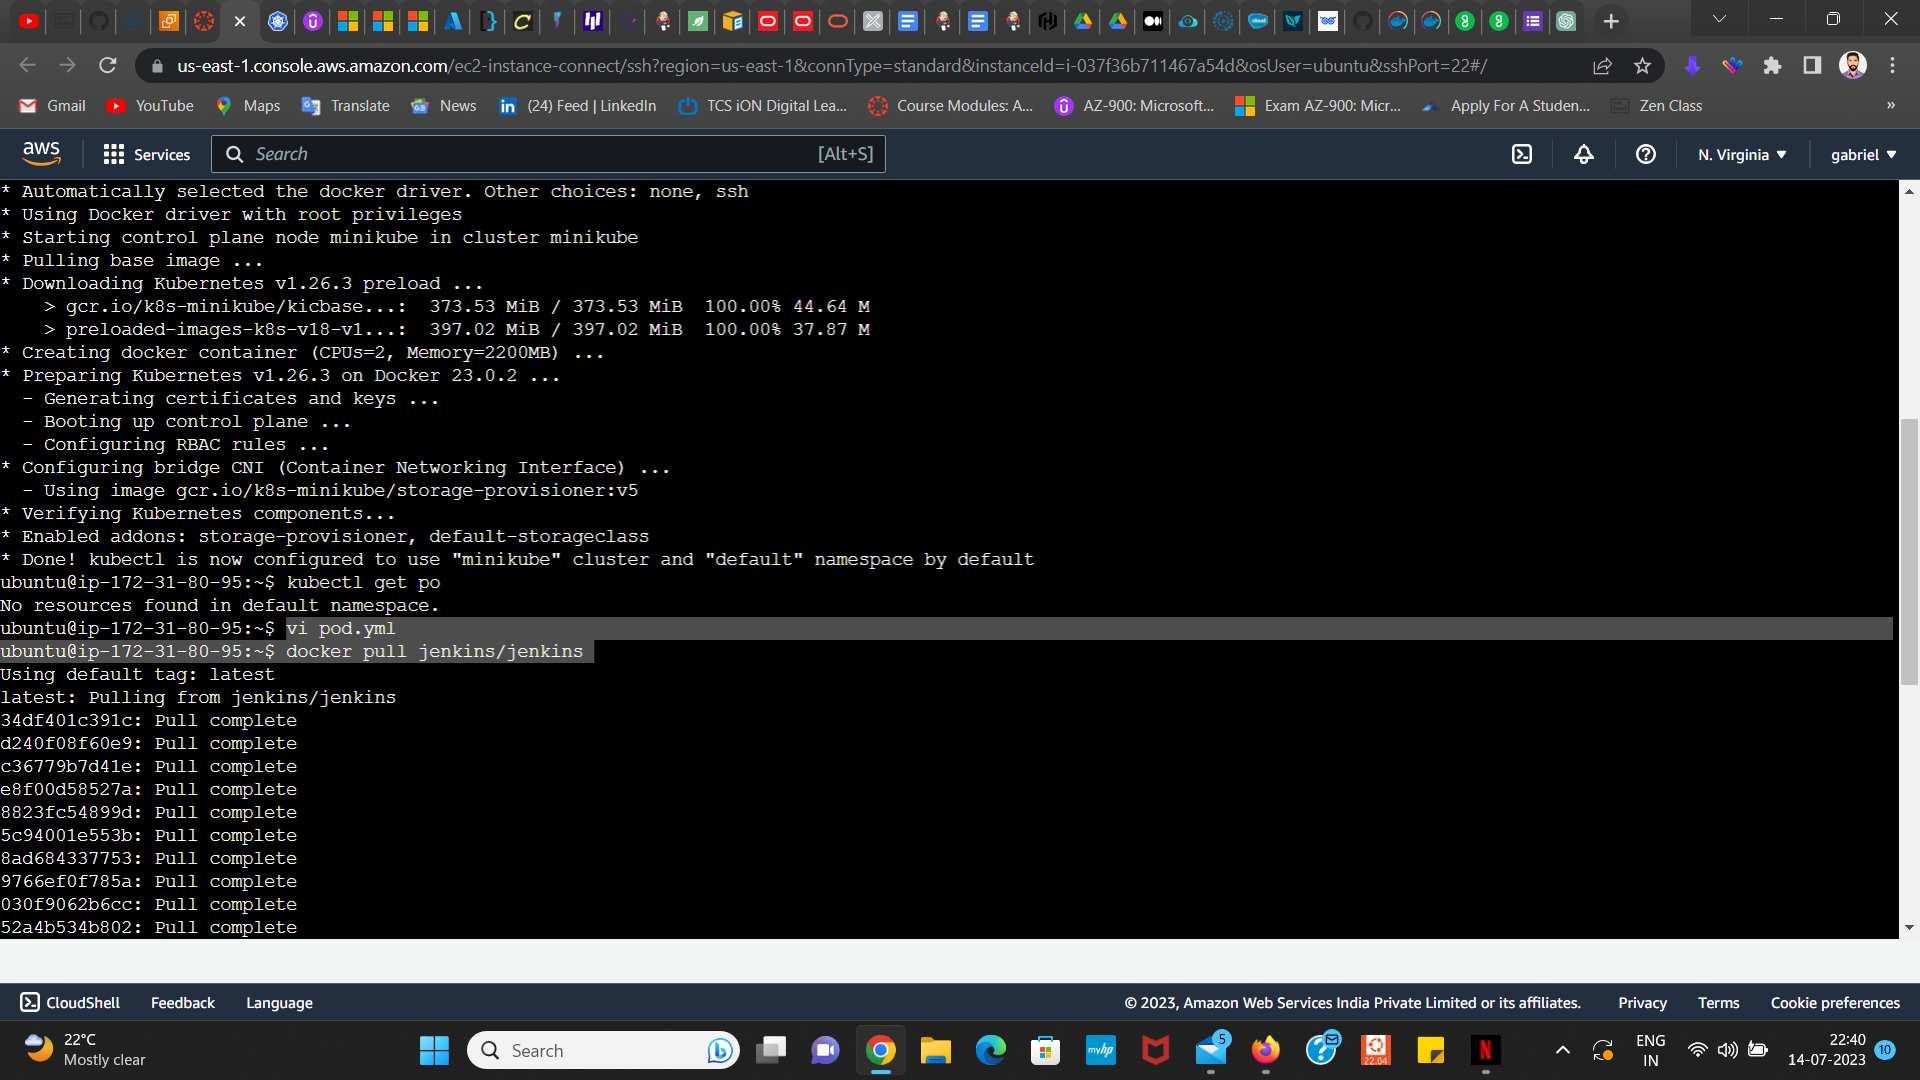 us-east-1.console.aws.amazon.com/ec2-instance-connect/ssh?region=us-east-1&connType=standard&instanceId=i-037f36b711467a54d&osUser=ubuntu&sshPort=22#/
Gmail YouTube Maps Translate News (24) Feed | LinkedIn TCS iON Digital Lea... Course Modules: A... AZ-900: Microsoft... Exam AZ-900: Micr... Apply For A Studen... Zen Class »
aws Services Search [Alt+S] N. Virginia gabriel
* Automatically selected the docker driver. Other choices: none, ssh
* Using Docker driver with root privileges
* Starting control plane node minikube in cluster minikube
* Pulling base image ...
* Downloading Kubernetes v1.26.3 preload ...
    > gcr.io/k8s-minikube/kicbase...:  373.53 MiB / 373.53 MiB  100.00% 44.64 M
    > preloaded-images-k8s-v18-v1...:  397.02 MiB / 397.02 MiB  100.00% 37.87 M
* Creating docker container (CPUs=2, Memory=2200MB) ...
* Preparing Kubernetes v1.26.3 on Docker 23.0.2 ...
  - Generating certificates and keys ...
  - Booting up control plane ...
  - Configuring RBAC rules ...
* Configuring bridge CNI (Container Networking Interface) ...
  - Using image gcr.io/k8s-minikube/storage-provisioner:v5
* Verifying Kubernetes components...
* Enabled addons: storage-provisioner, default-storageclass
* Done! kubectl is now configured to use "minikube" cluster and "default" namespace by default
ubuntu@ip-172-31-80-95:~$ kubectl get po
No resources found in default namespace.
ubuntu@ip-172-31-80-95:~$ vi pod.yml
ubuntu@ip-172-31-80-95:~$ docker pull jenkins/jenkins
Using default tag: latest
latest: Pulling from jenkins/jenkins
34df401c391c: Pull complete
d240f08f60e9: Pull complete
c36779b7d41e: Pull complete
e8f00d58527a: Pull complete
8823fc54899d: Pull complete
5c94001e553b: Pull complete
8ad684337753: Pull complete
9766ef0f785a: Pull complete
030f9062b6cc: Pull complete
52a4b534b802: Pull complete
CloudShell Feedback Language © 2023, Amazon Web Services India Private Limited or its affiliates. Privacy Terms Cookie preferences
22°C
Mostly clear
Search
myhp
5
22.04
N
ENG
IN
22:40
14-07-2023
10